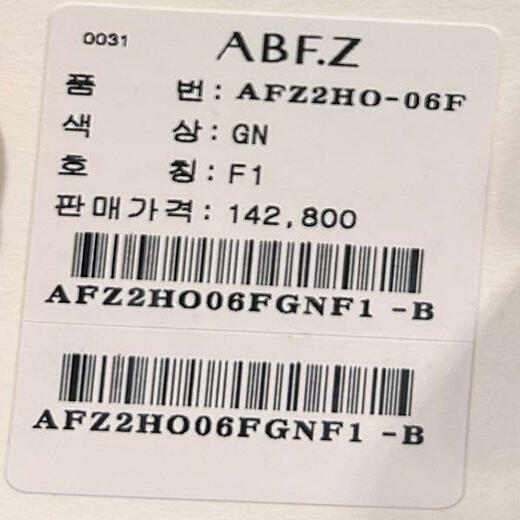 0031 ABF.Z
품 번 : AFZ2HO-06F
색 상 : GN
호 칭 : F1
판매가격 : 142,800
AFZ2HO06FGNF1 -B
AFZ2HO06FGNF1 -B